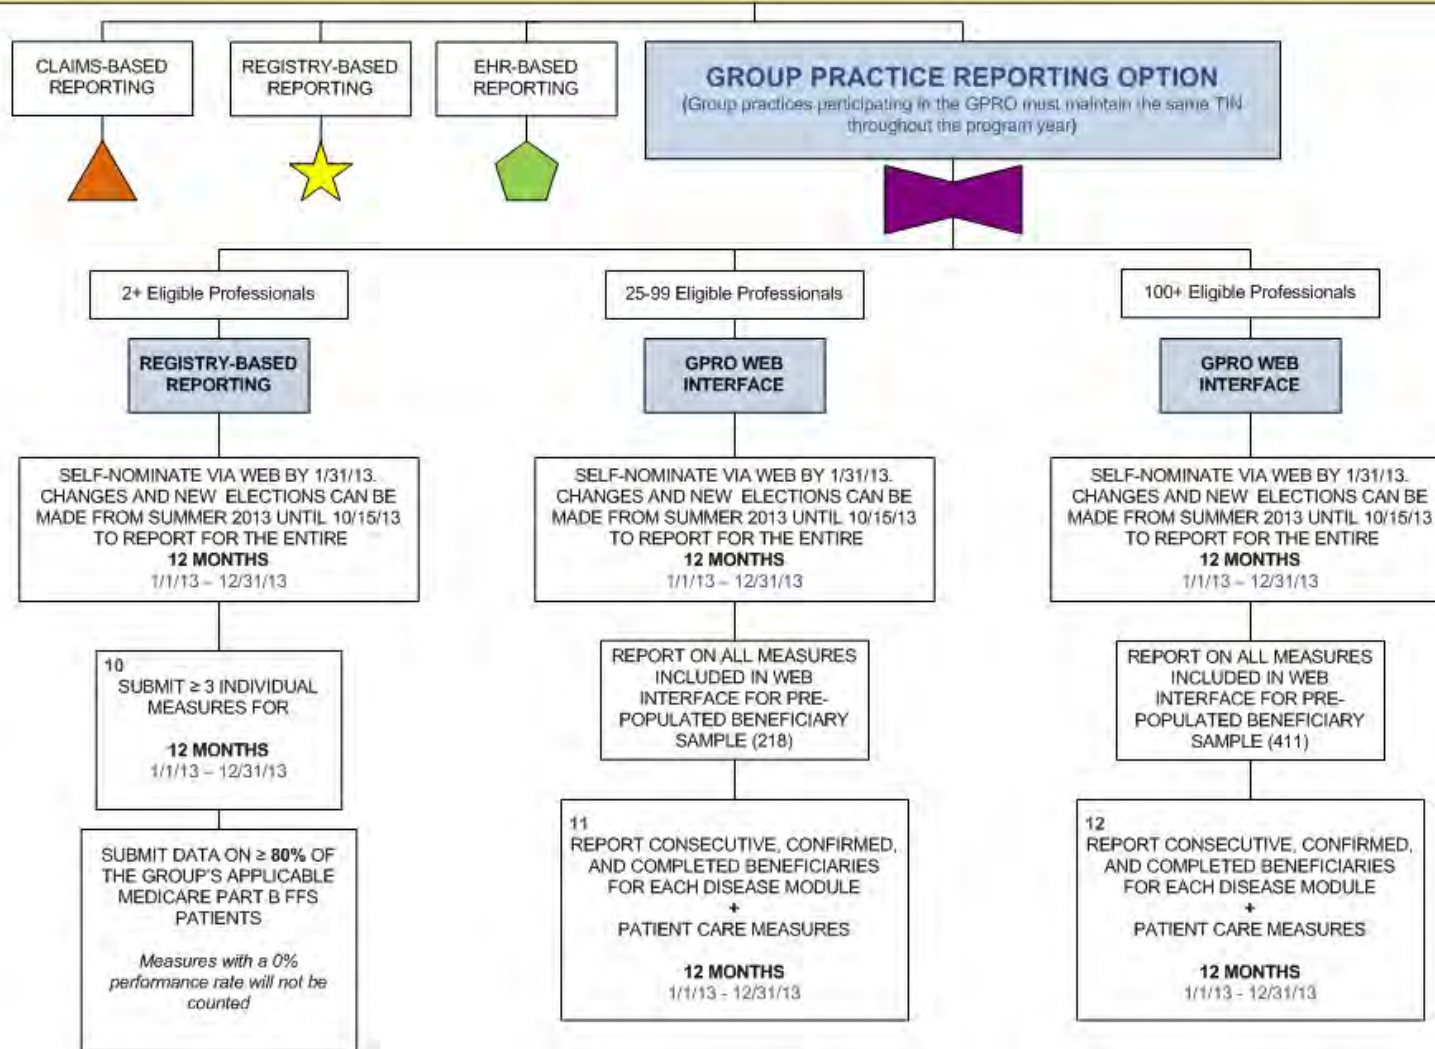 CLAIMS-BASED
REPORTING
REGISTRY-BASED
REPORTING
EHR-BASED
REPORTING
GROUP PRACTICE REPORTING OPTION
(Group practices participating in the GPRO must maintain the same TIN
throughout the program year)
2+ Eligible Professionals
REGISTRY-BASED
REPORTING
SELF-NOMINATE VIA WEB BY 1/31/13.
CHANGES AND NEW ELECTIONS CAN BE
MADE FROM SUMMER 2013 UNTIL 10/15/13
TO REPORT FOR THE ENTIRE
12 MONTHS
1/1/13 – 12/31/13
10
SUBMIT ≥ 3 INDIVIDUAL
MEASURES FOR
12 MONTHS
1/1/13 – 12/31/13
SUBMIT DATA ON ≥ 80% OF
THE GROUP'S APPLICABLE
MEDICARE PART B FFS
PATIENTS
Measures with a 0%
performance rate will not be
counted
25-99 Eligible Professionals
GPRO WEB
INTERFACE
SELF-NOMINATE VIA WEB BY 1/31/13.
CHANGES AND NEW ELECTIONS CAN BE
MADE FROM SUMMER 2013 UNTIL 10/15/13
TO REPORT FOR THE ENTIRE
12 MONTHS
1/1/13 – 12/31/13
REPORT ON ALL MEASURES
INCLUDED IN WEB
INTERFACE FOR PRE-
POPULATED BENEFICIARY
SAMPLE (218)
11
REPORT CONSECUTIVE, CONFIRMED,
AND COMPLETED BENEFICIARIES
FOR EACH DISEASE MODULE
+
PATIENT CARE MEASURES
12 MONTHS
1/1/13 - 12/31/13
100+ Eligible Professionals
GPRO WEB
INTERFACE
SELF-NOMINATE VIA WEB BY 1/31/13.
CHANGES AND NEW ELECTIONS CAN BE
MADE FROM SUMMER 2013 UNTIL 10/15/13
TO REPORT FOR THE ENTIRE
12 MONTHS
1/1/13 – 12/31/13
REPORT ON ALL MEASURES
INCLUDED IN WEB
INTERFACE FOR PRE-
POPULATED BENEFICIARY
SAMPLE (411)
12
REPORT CONSECUTIVE, CONFIRMED,
AND COMPLETED BENEFICIARIES
FOR EACH DISEASE MODULE
+
PATIENT CARE MEASURES
12 MONTHS
1/1/13 - 12/31/13